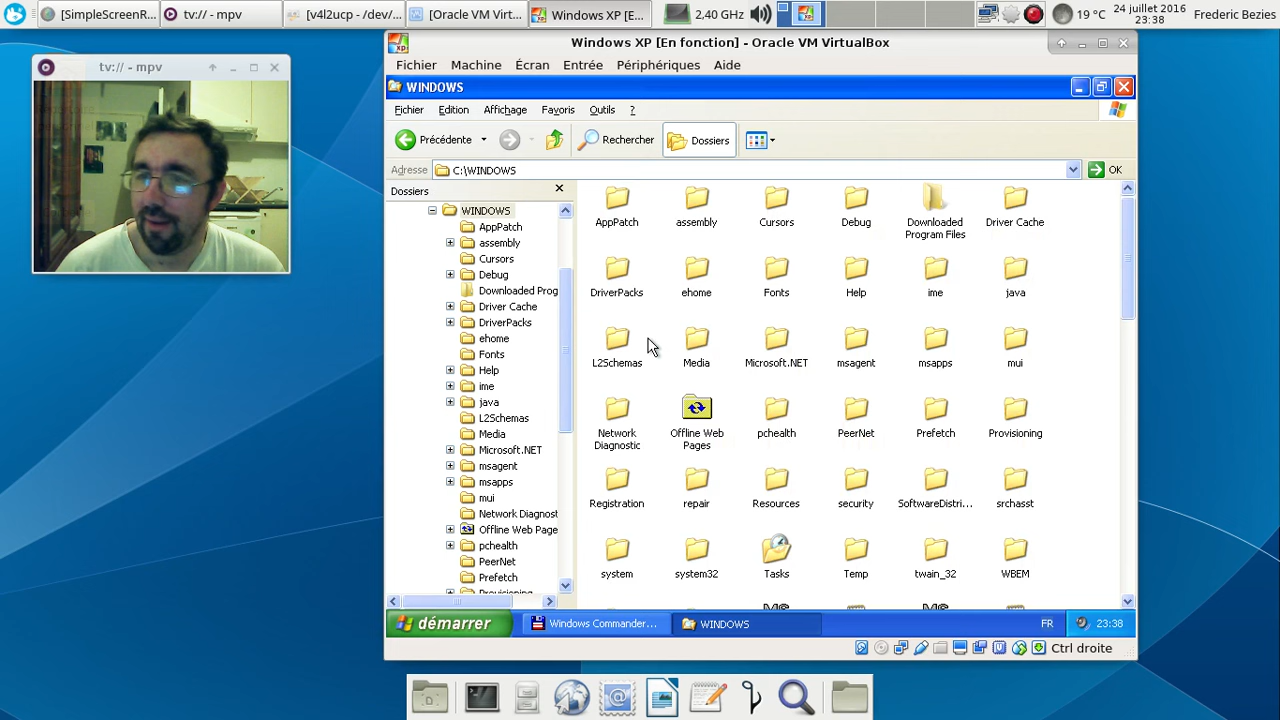 [SimpleScreenR...
tv:// - mpv
[v4l2ucp - /dev/...
[Oracle VM Virt...
Windows XP [E...
2,40 GHz
19 °C
24 juillet 2016
23:38
Frederic Bezies
tv:// - mpv
Windows XP [En fonction] - Oracle VM VirtualBox
Fichier Machine Écran Entrée Périphériques Aide
WINDOWS
Fichier Edition Affichage Favoris Outils ?
Précédente Rechercher Dossiers
Adresse C:\WINDOWS OK
Dossiers
WINDOWS
AppPatch
assembly
Cursors
Debug
Downloaded Prog
Driver Cache
DriverPacks
ehome
Fonts
Help
ime
java
L2Schemas
Media
Microsoft.NET
msagent
msapps
mui
Network Diagnost
Offline Web Page
pchealth
PeerNet
Prefetch
Provisioning
AppPatch assembly Cursors Debug Downloaded Program Files Driver Cache
DriverPacks ehome Fonts Help ime java
L2Schemas Media Microsoft.NET msagent msapps mui
Network Diagnostic Offline Web Pages pchealth PeerNet Prefetch Provisioning
Registration repair Resources security SoftwareDistri... srchasst
system system32 Tasks Temp twain_32 WBEM
démarrer Windows Commander... WINDOWS FR 23:38
Ctrl droite